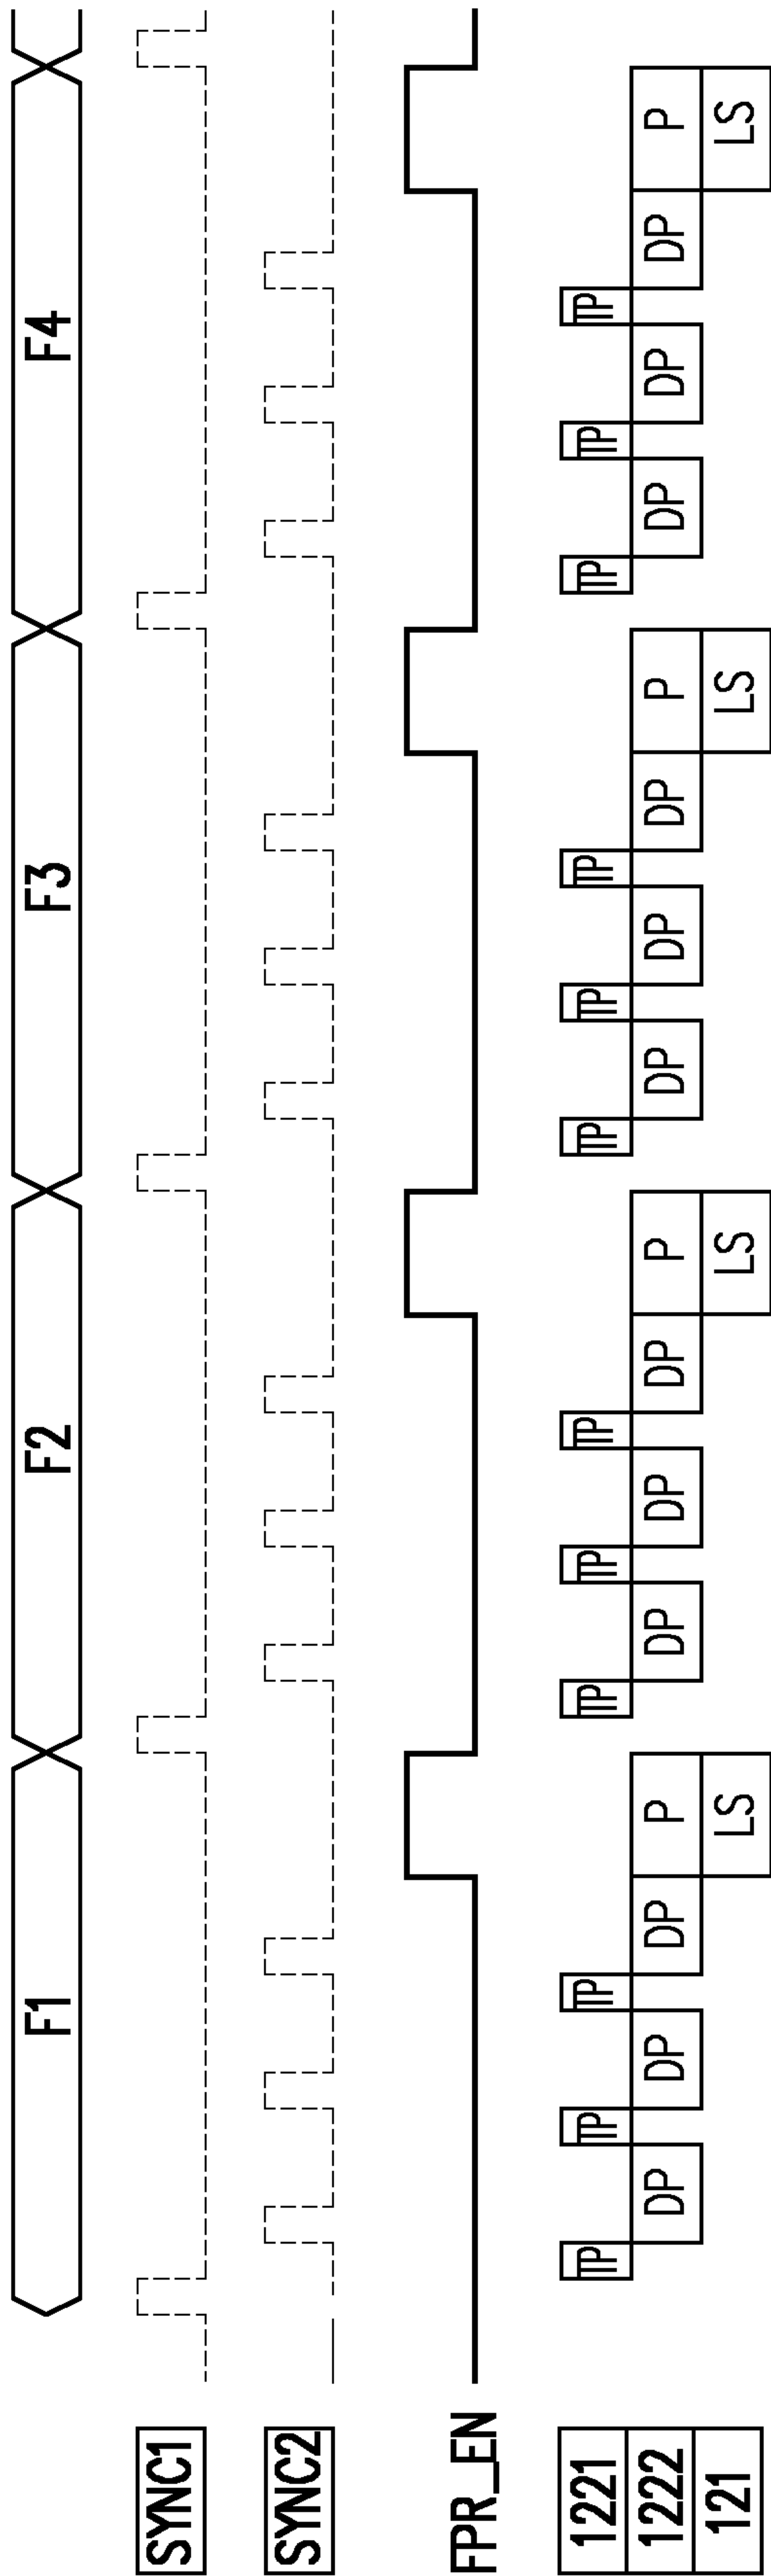 F1 F2 F3 F4
SYNC1
SYNC2
FPR_EN
1221 TP TP TP TP TP TP TP TP TP TP TP TP
1222 DP DP DP P DP DP DP P DP DP DP P DP DP DP P
121 LS LS LS LS